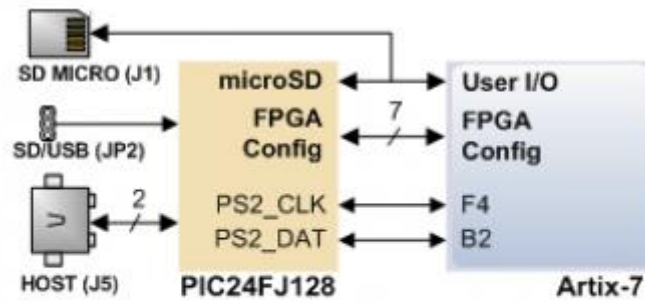 SD MICRO (J1)
microSD
User I/O
SD/USB (JP2)
FPGA
Config
7
FPGA
Config
HOST (J5)
2
PS2_CLK
F4
PS2_DAT
B2
PIC24FJ128
Artix-7